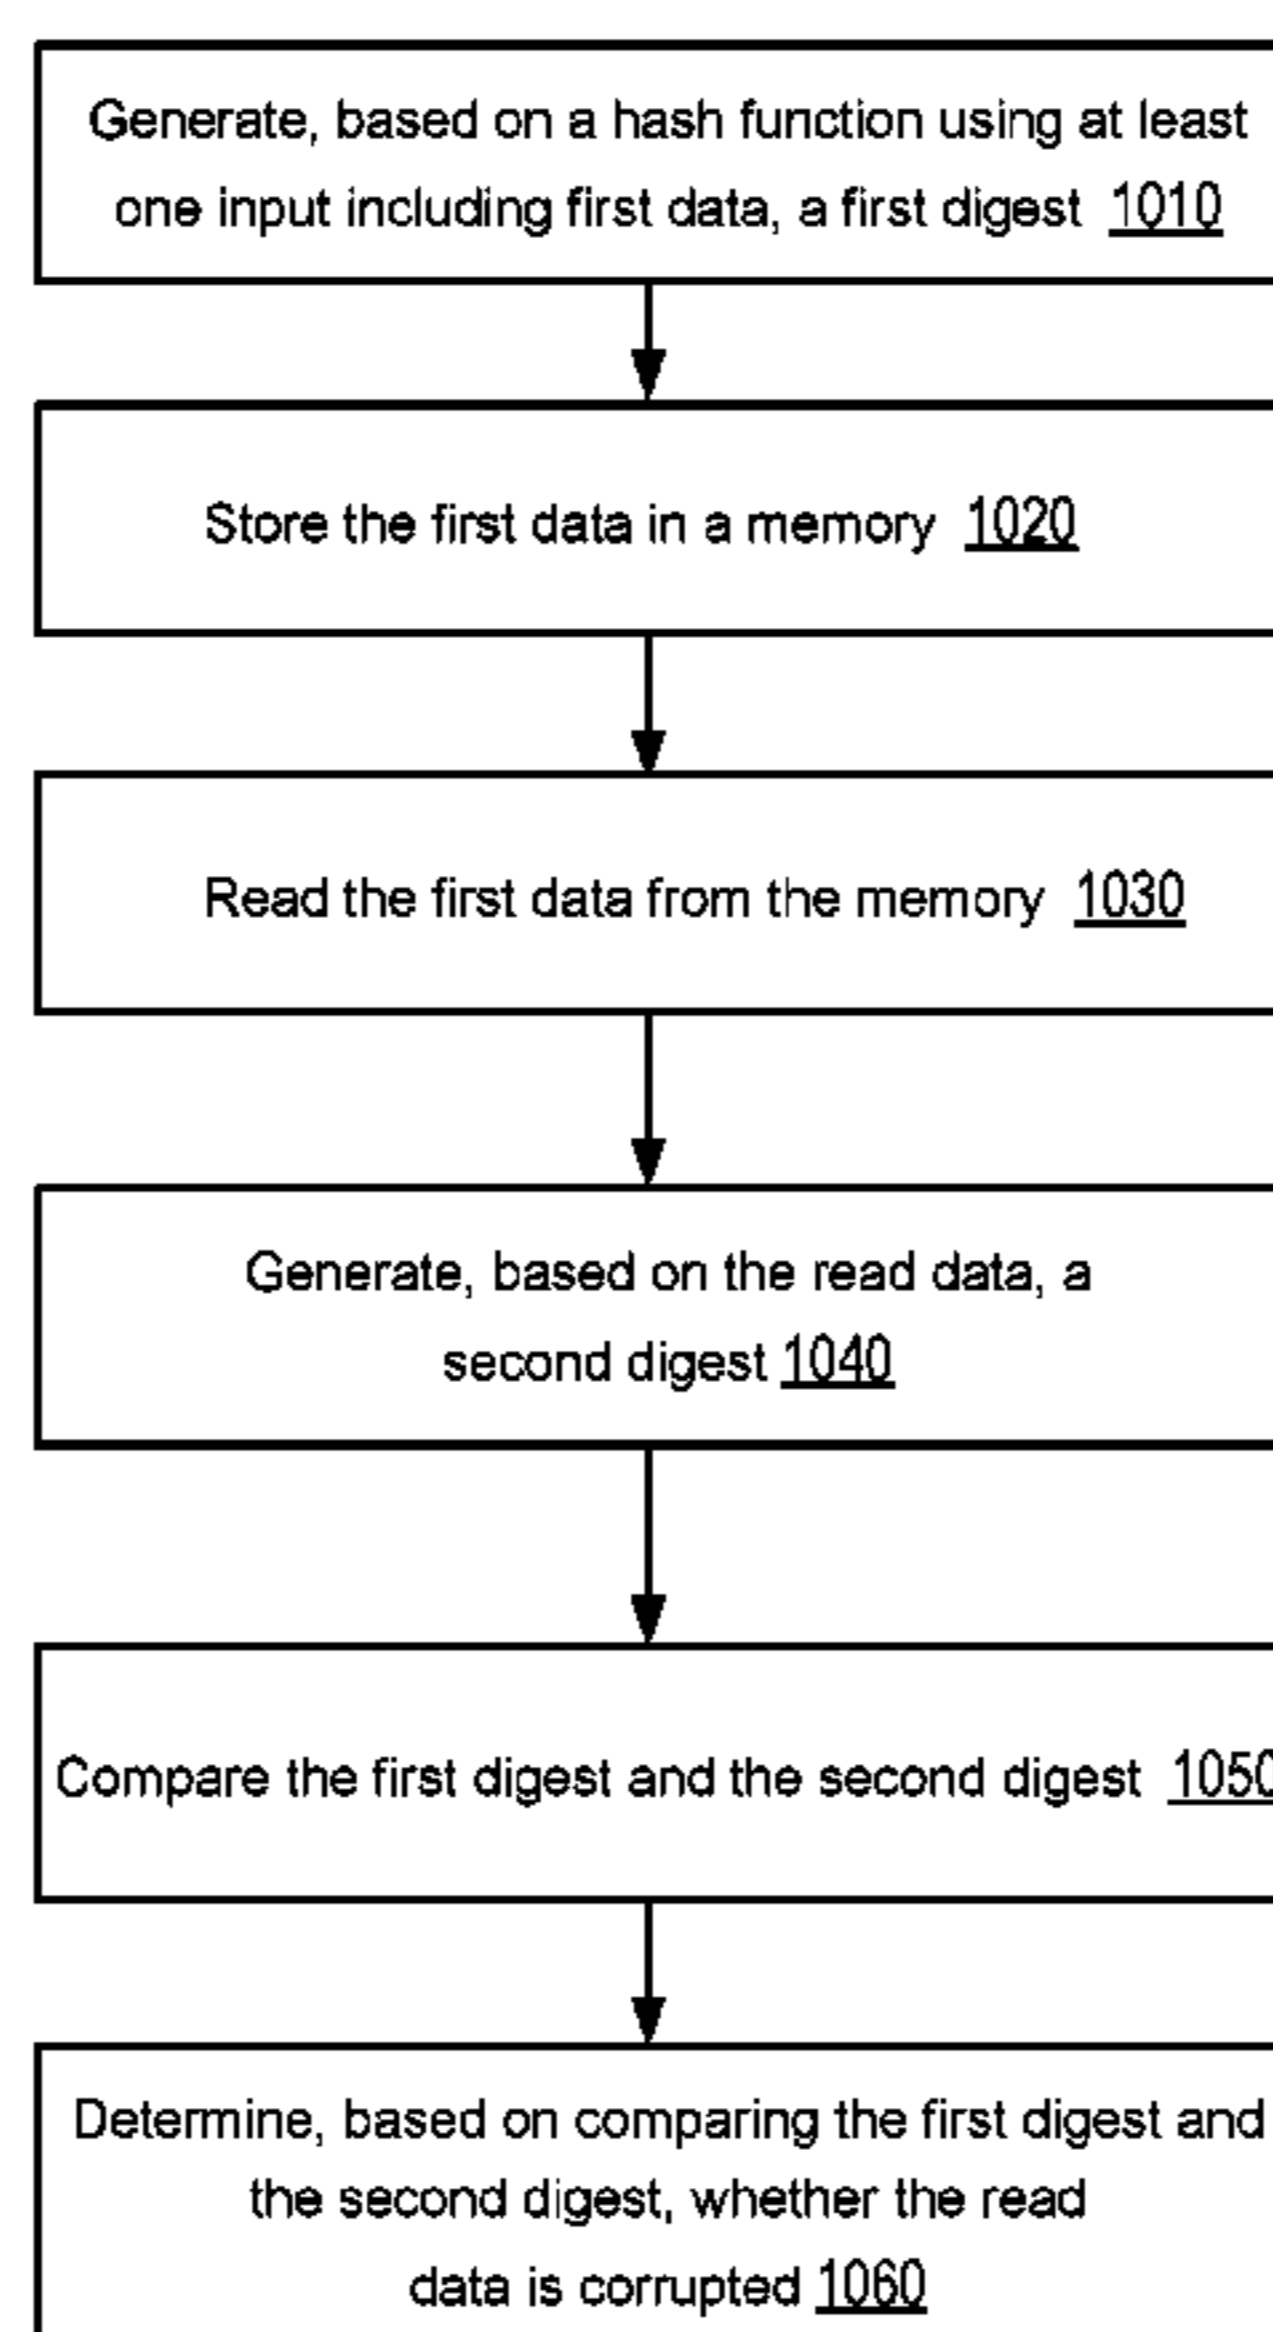 Generate, based on a hash function using at least
one input including first data, a first digest 1010
Store the first data in a memory 1020
Read the first data from the memory 1030
Generate, based on the read data, a
second digest 1040
Compare the first digest and the second digest 1050
Determine, based on comparing the first digest and
the second digest, whether the read
data is corrupted 1060